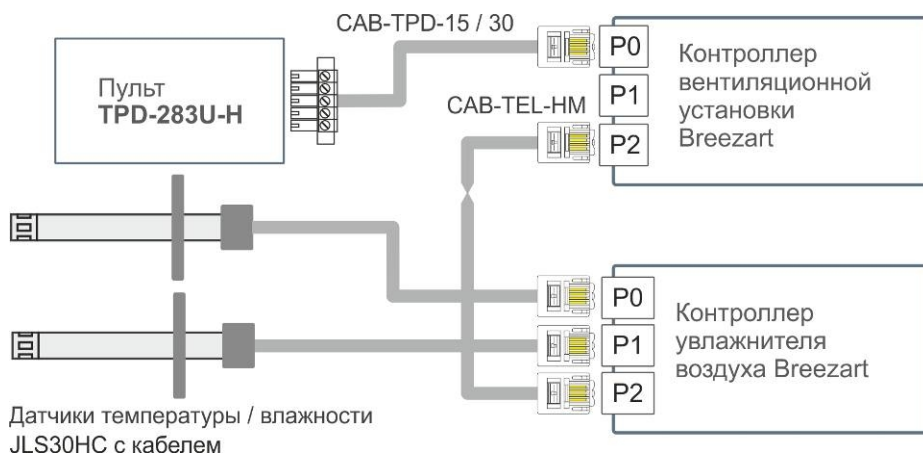 CAB-TPD-15 / 30
Пульт
TPD-283U-H
P0
P1
P2
Контроллер
вентиляционной
установки
Breezart
CAB-TEL-HM
P0
P1
P2
Контроллер
увлажнителя
воздуха Breezart
Датчики температуры / влажности
JLS30HC с кабелем